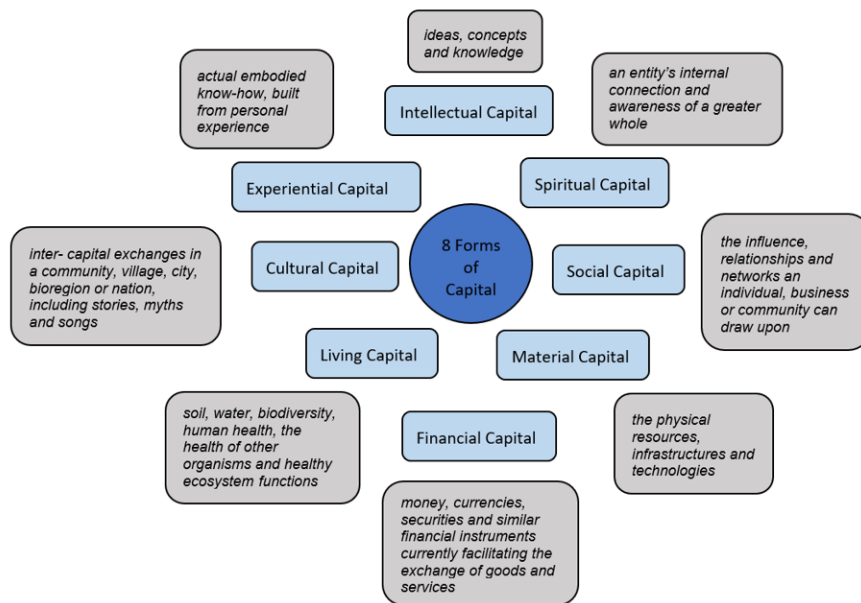 ideas, concepts
and knowledge
Intellectual Capital
actual embodied
know-how, built
from personal
experience
an entity's internal
connection and
awareness of a greater
whole
Experiential Capital
Spiritual Capital
8 Forms
of
Capital
inter- capital exchanges in
a community, village, city,
bioregion or nation,
including stories, myths
and songs
Cultural Capital
Social Capital
the influence,
relationships and
networks an
individual, business
or community can
draw upon
Living Capital
Material Capital
soil, water, biodiversity,
human health, the
health of other
organisms and healthy
ecosystem functions
Financial Capital
the physical
resources,
infrastructures and
technologies
money, currencies,
securities and similar
financial instruments
currently facilitating the
exchange of goods and
services